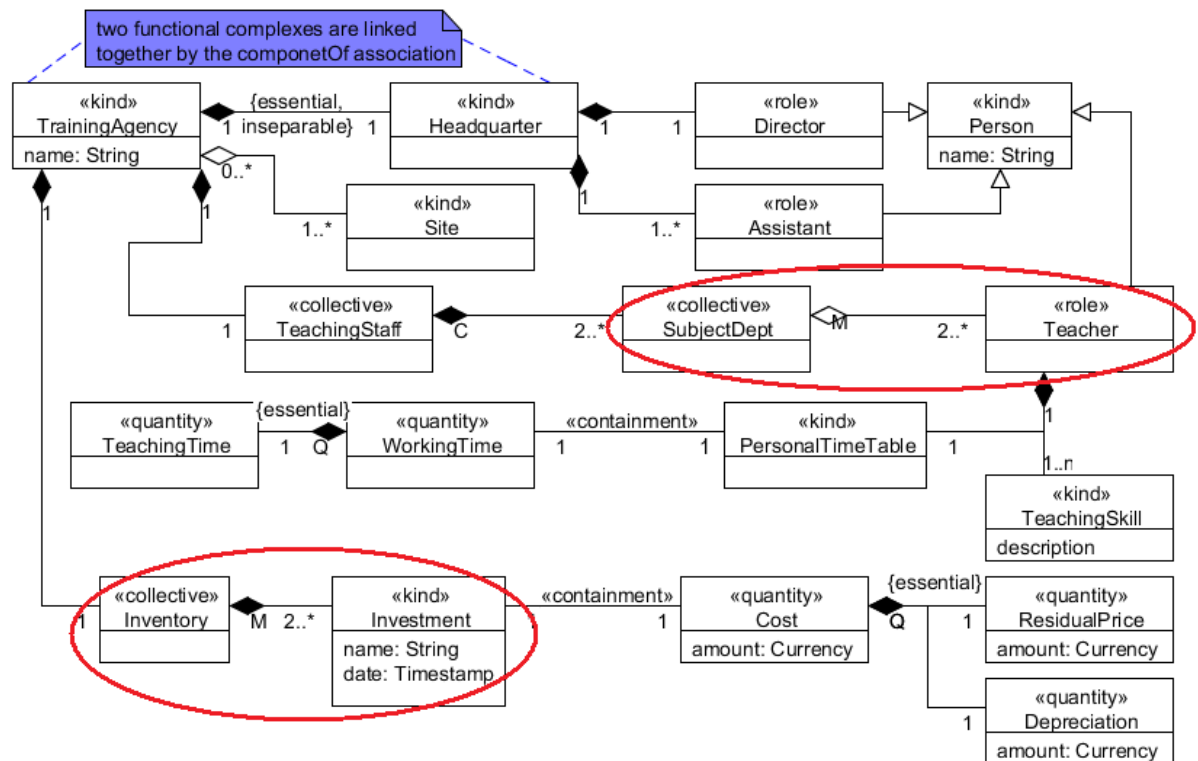 two functional complexes are linked
together by the componetOf association
«kind»
TrainingAgency
name: String
1
{essential,
inseparable}
1
«kind»
Headquarter
1
1
«role»
Director
«kind»
Person
name: String
0..*
1..*
«kind»
Site
1
1..*
«role»
Assistant
1
1
1
«collective»
TeachingStaff
C
2..*
«collective»
SubjectDept
M
2..*
«role»
Teacher
«quantity»
TeachingTime
{essential}
1
Q
«quantity»
WorkingTime
«containment»
1
1
«kind»
PersonalTimeTable
1
1
1..n
«kind»
TeachingSkill
description
1
«collective»
Inventory
M
2..*
«kind»
Investment
name: String
date: Timestamp
«containment»
1
«quantity»
Cost
amount: Currency
Q
{essential}
1
«quantity»
ResidualPrice
amount: Currency
1
«quantity»
Depreciation
amount: Currency